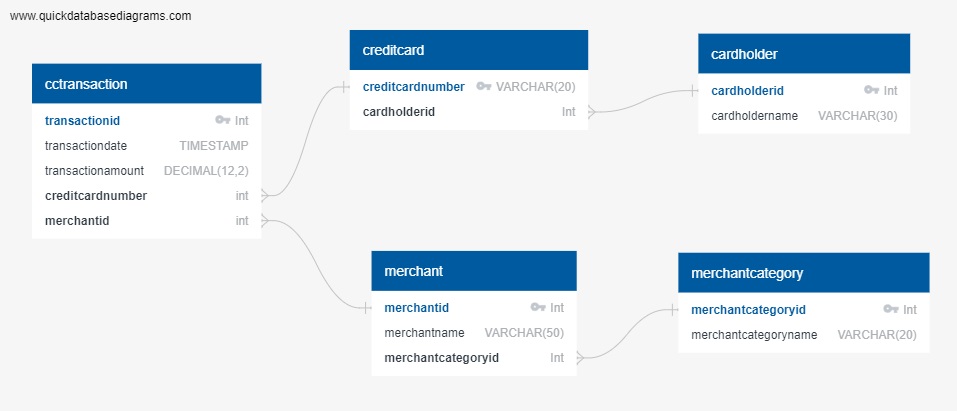 www.quickdatabasediagrams.com
cctransaction
transactionid Int
transactiondate TIMESTAMP
transactionamount DECIMAL(12,2)
creditcardnumber int
merchantid int
creditcard
creditcardnumber VARCHAR(20)
cardholderid Int
cardholder
cardholderid Int
cardholdername VARCHAR(30)
merchant
merchantid Int
merchantname VARCHAR(50)
merchantcategoryid Int
merchantcategory
merchantcategoryid Int
merchantcategoryname VARCHAR(20)